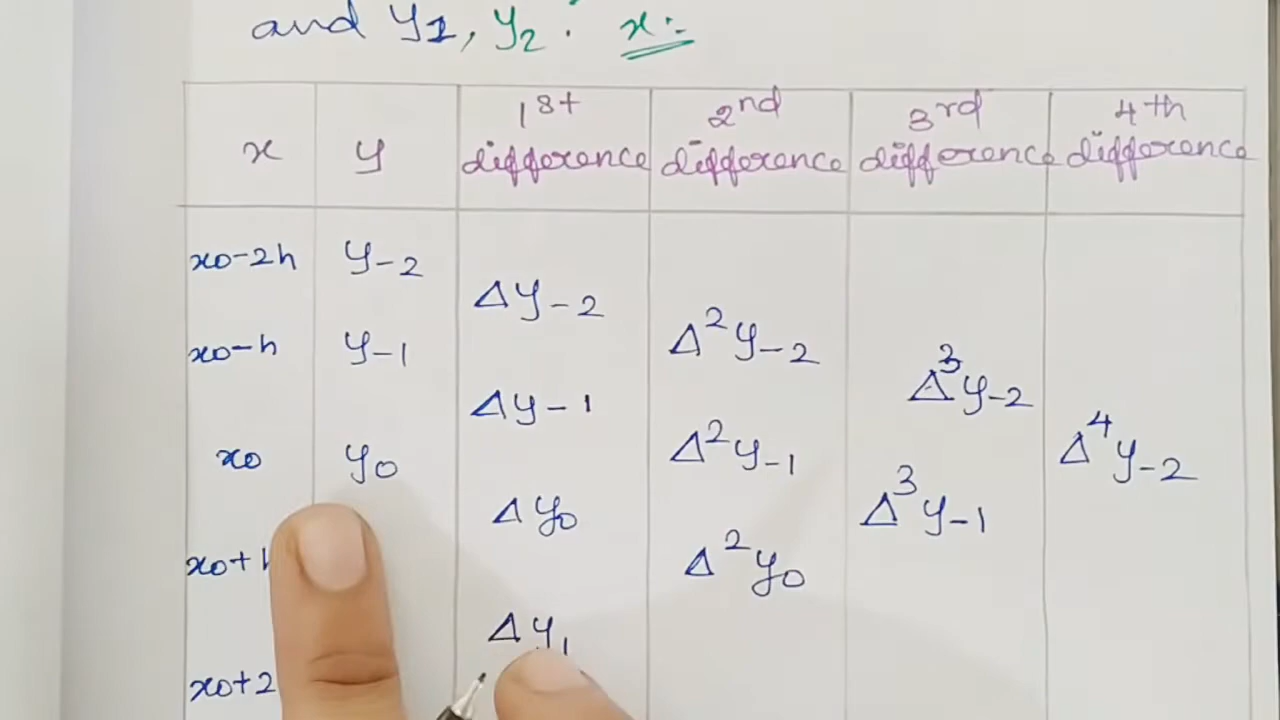 and y1, y2. x:
x y 1st difference 2nd difference 3rd difference 4th difference
x0-2h y-2
Δy-2
x0-h y-1 Δ²y-2
Δy-1 Δ³y-2
x0 y0 Δ²y-1 Δ⁴y-2
Δy0 Δ³y-1
x0+h Δ²y0
Δy1
x0+2